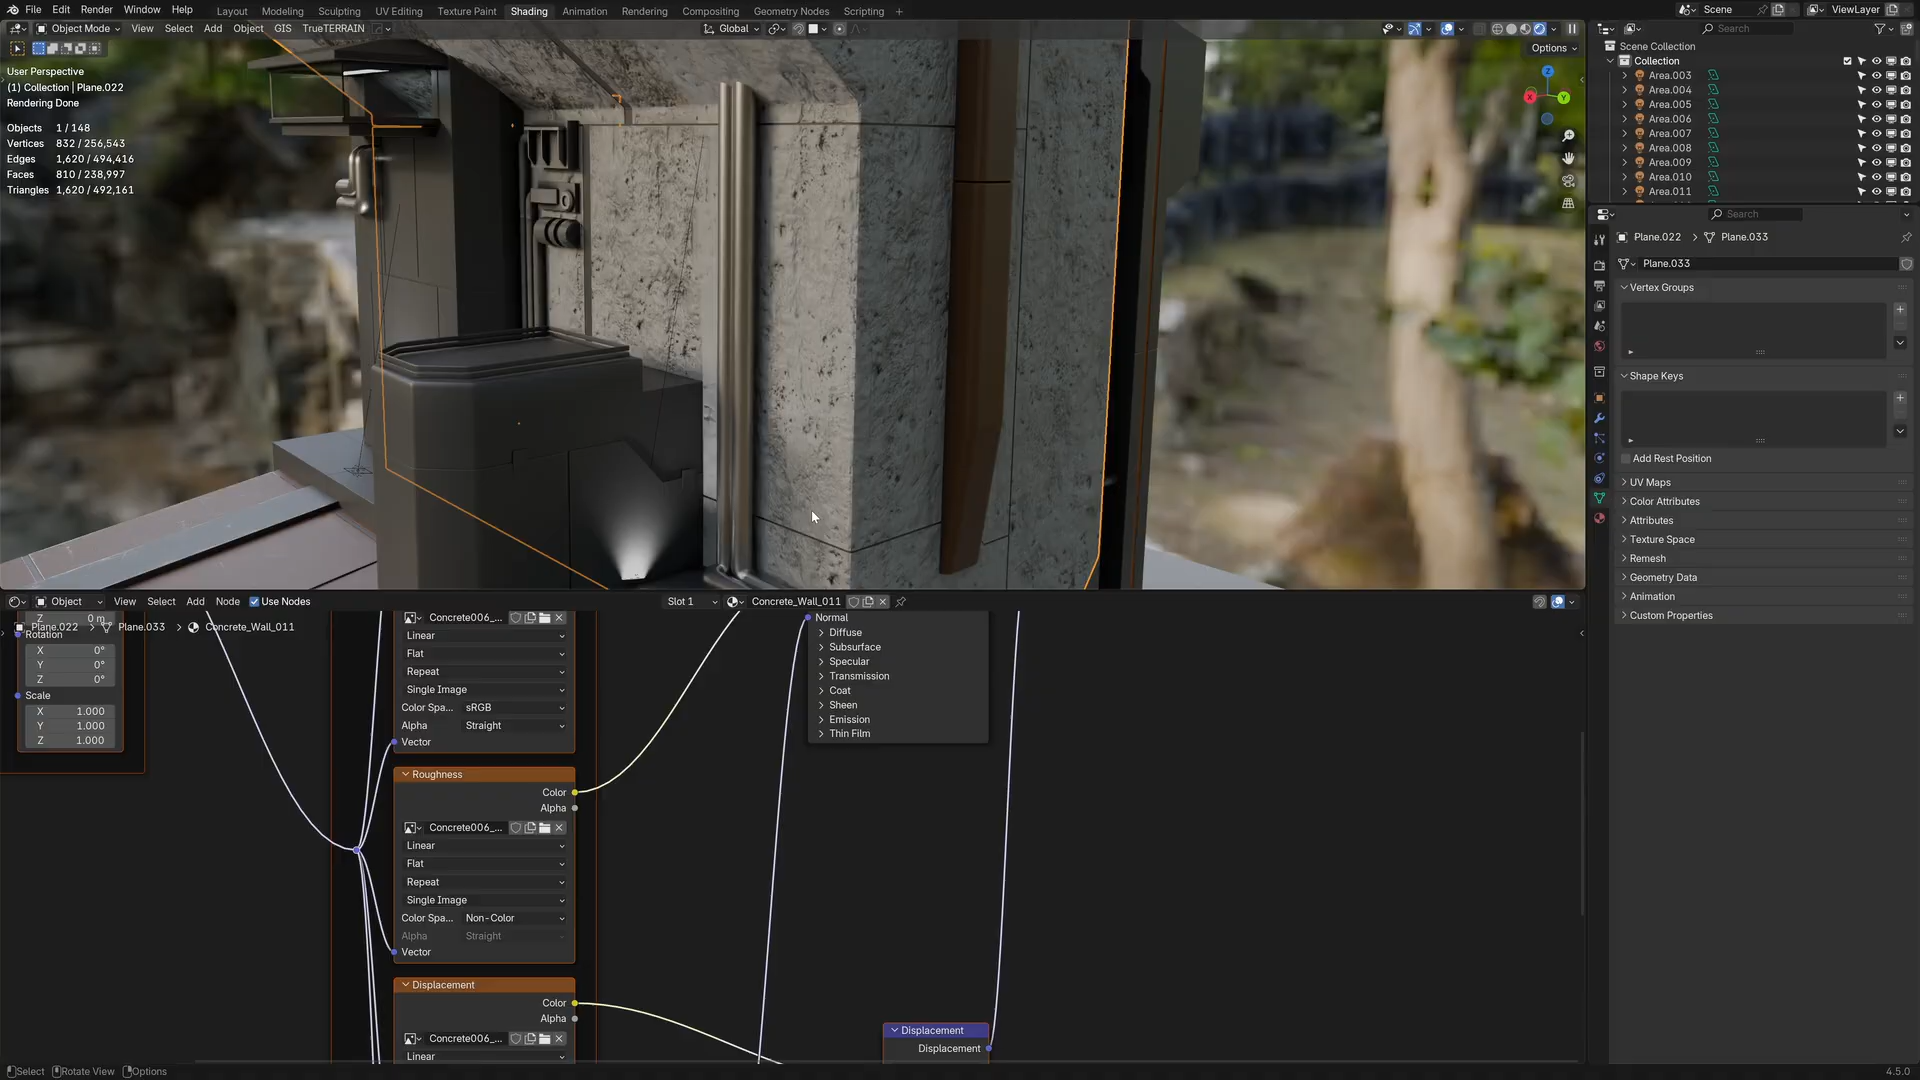 File Edit Render Window Help Layout Modeling Sculpting UV Editing Texture Paint Shading Animation Rendering Compositing Geometry Nodes Scripting + Scene ViewLayer
Object Mode View Select Add Object GIS TrueTERRAIN Global Search
Options
User Perspective
(1) Collection | Plane.022
Rendering Done
Objects 1 / 148
Vertices 832 / 256,543
Edges 1,620 / 494,416
Faces 810 / 238,997
Triangles 1,620 / 492,161
X
Y
Z
Scene Collection
Collection
Area.003
Area.004
Area.005
Area.006
Area.007
Area.008
Area.009
Area.010
Area.011
Search
Plane.022 > Plane.033
Plane.033
Vertex Groups
Shape Keys
Add Rest Position
UV Maps
Color Attributes
Attributes
Texture Space
Remesh
Geometry Data
Animation
Custom Properties
Object View Select Add Node Use Nodes Slot 1 Concrete_Wall_011
Z 0 m
Plane.022 > Plane.033 > Concrete_Wall_011
Rotation
X 0°
Y 0°
Z 0°
Scale
X 1.000
Y 1.000
Z 1.000
Concrete006_...
Linear
Flat
Repeat
Single Image
Color Spa... sRGB
Alpha Straight
Vector
Roughness
Color
Alpha
Concrete006_...
Linear
Flat
Repeat
Single Image
Color Spa... Non-Color
Alpha Straight
Vector
Displacement
Color
Alpha
Concrete006_...
Linear
Normal
Diffuse
Subsurface
Specular
Transmission
Coat
Sheen
Emission
Thin Film
Displacement
Displacement
Select Rotate View Options 4.5.0